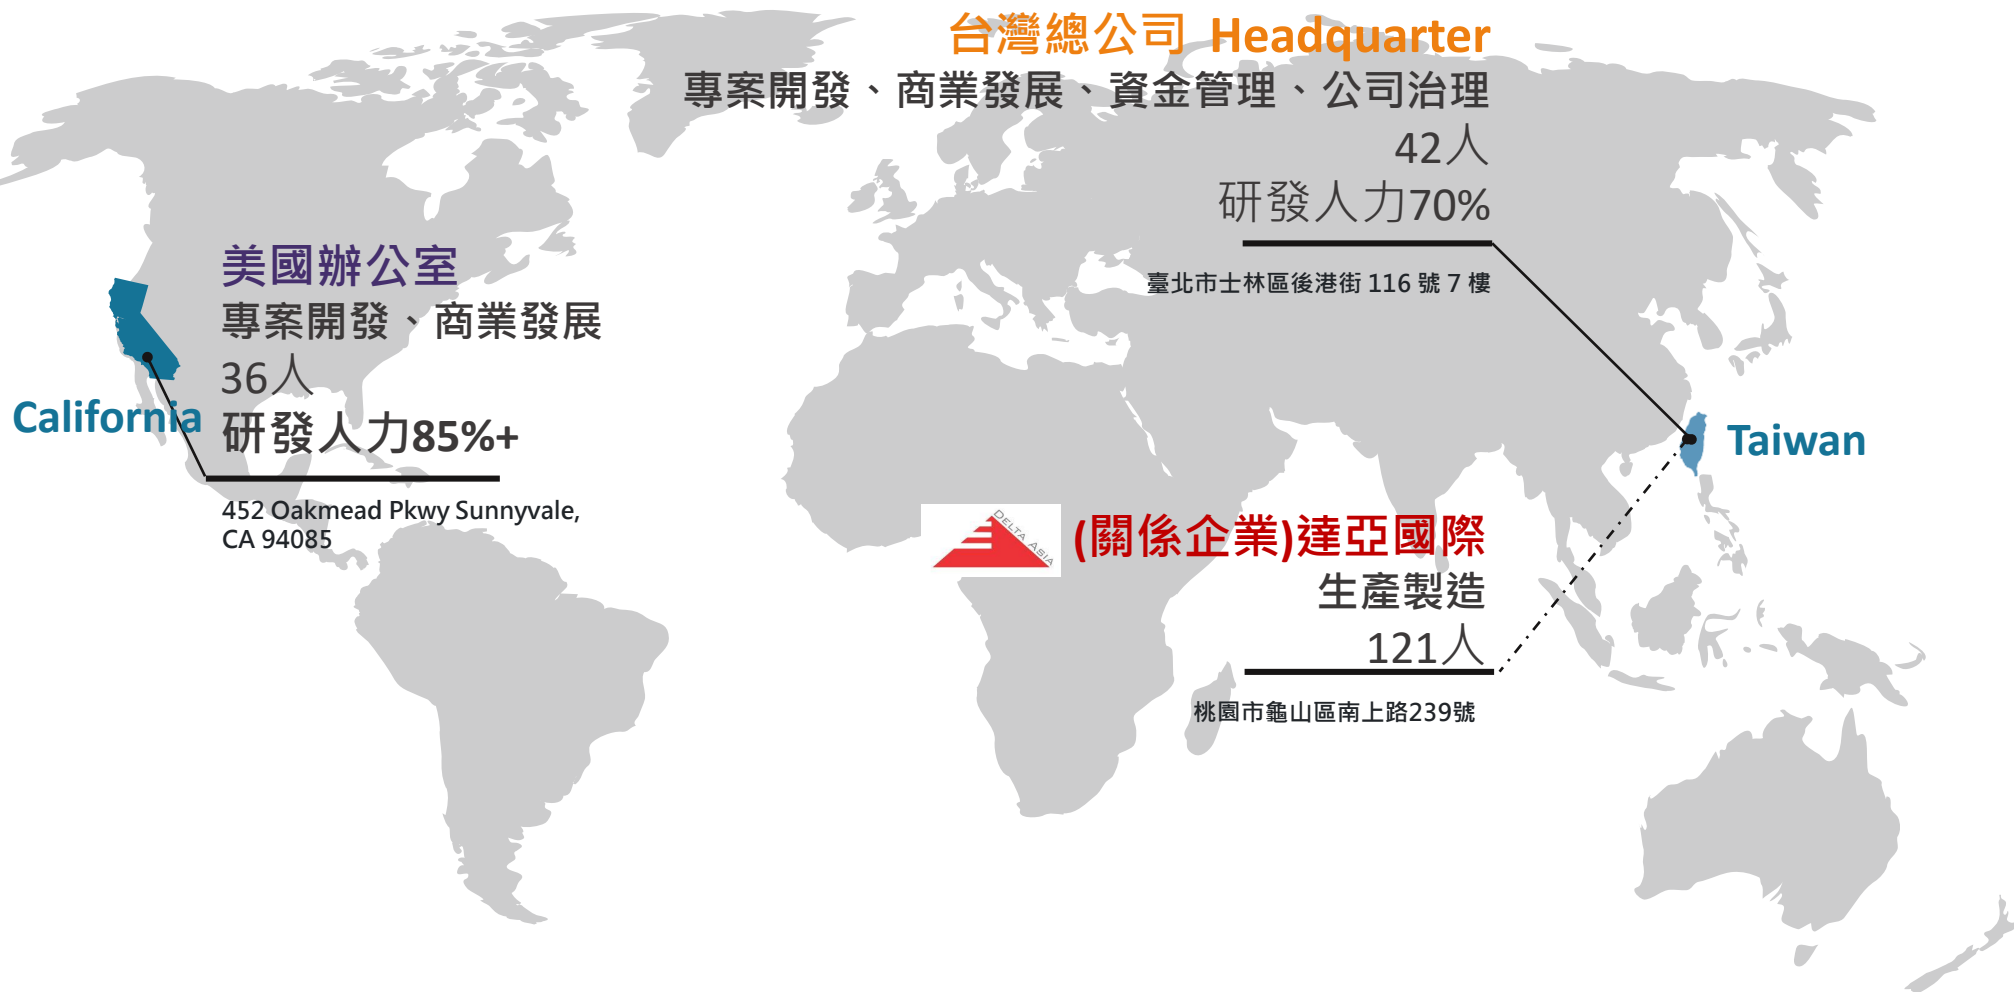 台灣總公司 Headquarter
專案開發、商業發展、資金管理、公司治理
42人
研發人力70%
臺北市士林區後港街 116 號 7 樓
美國辦公室
專案開發、商業發展
36人
研發人力85%+
California
452 Oakmead Pkwy Sunnyvale,
CA 94085
Taiwan
DELTA ASIA
(關係企業)達亞國際
生產製造
121人
桃園市龜山區南上路239號